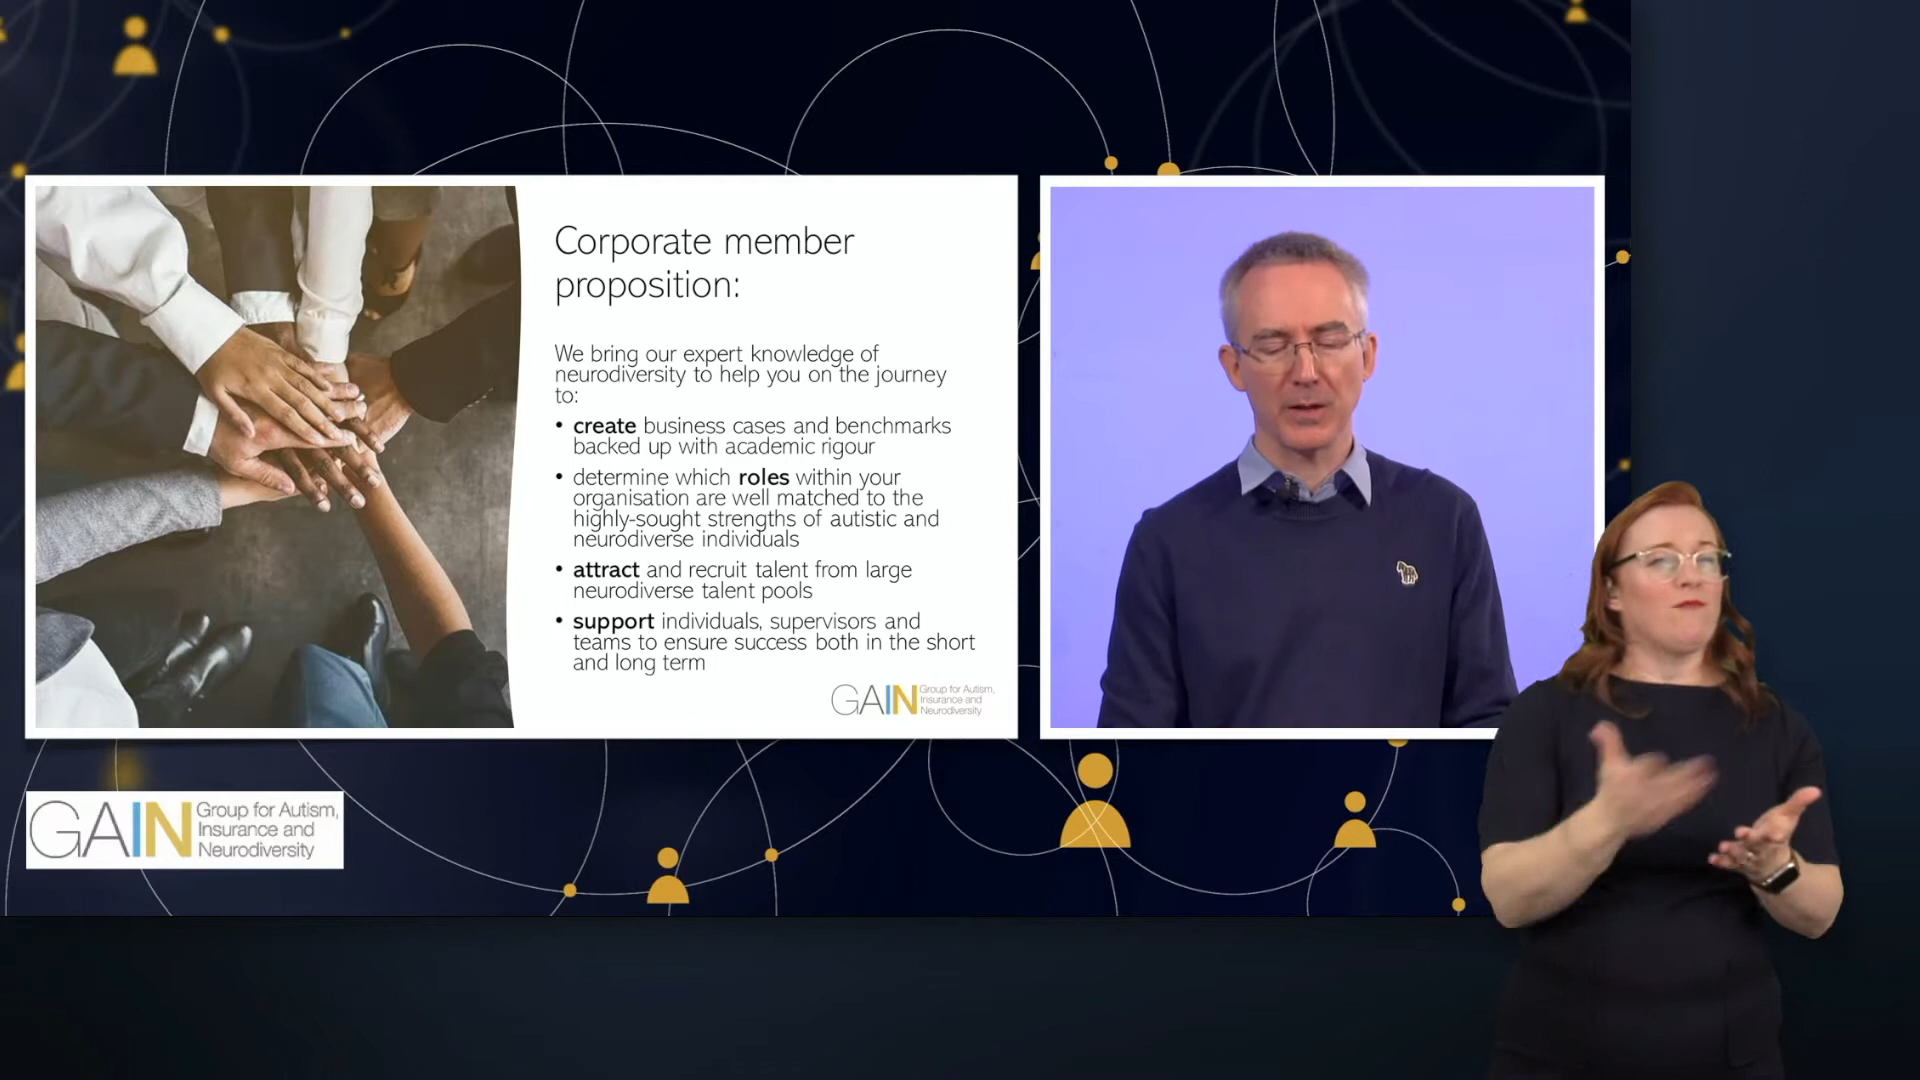 Corporate member
proposition:
We bring our expert knowledge of
neurodiversity to help you on the journey
to:
• create business cases and benchmarks
backed up with academic rigour
• determine which roles within your
organisation are well matched to the
highly-sought strengths of autistic and
neurodiverse individuals
• attract and recruit talent from large
neurodiverse talent pools
• support individuals, supervisors and
teams to ensure success both in the short
and long term
GAIN Group for Autism,
Insurance and
Neurodiversity
GAIN Group for Autism,
Insurance and
Neurodiversity